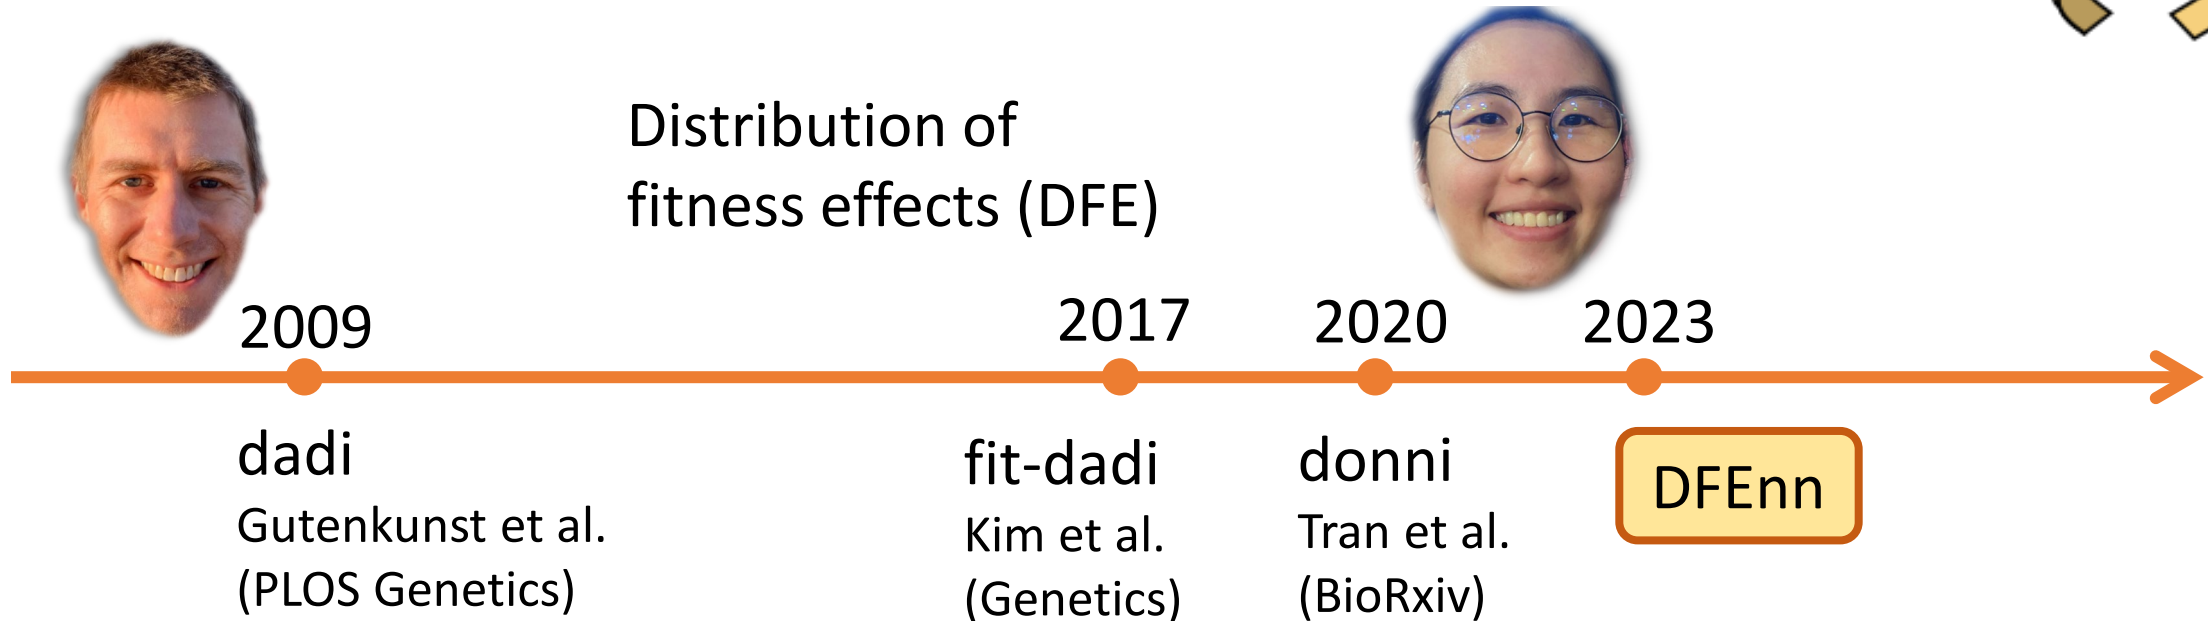 Distribution of
fitness effects (DFE)
2009
2017
2020
2023
dadi
Gutenkunst et al.
(PLOS Genetics)
fit-dadi
Kim et al.
(Genetics)
donni
Tran et al.
(BioRxiv)
DFEnn